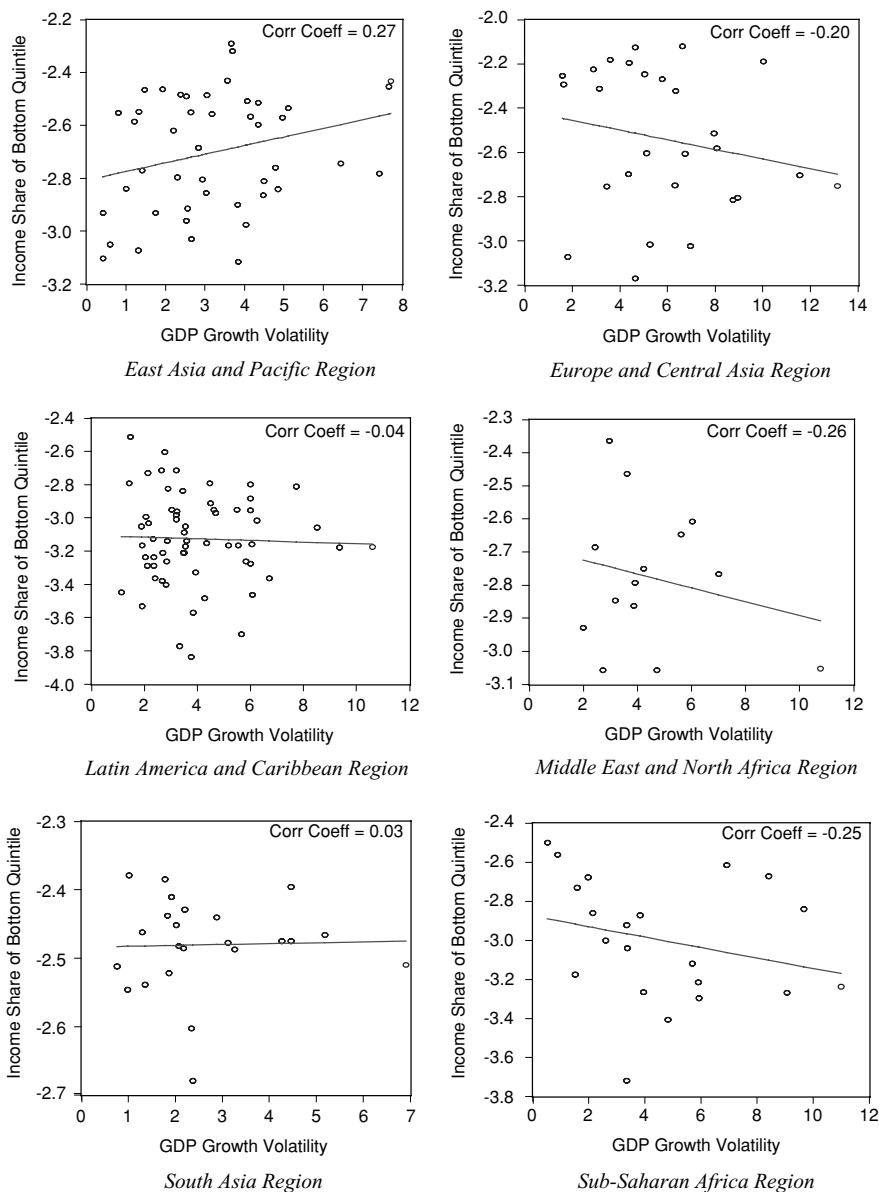 Corr Coeff = 0.27
Income Share of Bottom Quintile
-2.2
-2.4
-2.6
-2.8
-3.0
-3.2
0 1 2 3 4 5 6 7 8
GDP Growth Volatility
East Asia and Pacific Region
Corr Coeff = -0.20
Income Share of Bottom Quintile
-2.0
-2.2
-2.4
-2.6
-2.8
-3.0
-3.2
0 2 4 6 8 10 12 14
GDP Growth Volatility
Europe and Central Asia Region
Corr Coeff = -0.04
Income Share of Bottom Quintile
-2.4
-2.6
-2.8
-3.0
-3.2
-3.4
-3.6
-3.8
-4.0
0 2 4 6 8 10 12
GDP Growth Volatility
Latin America and Caribbean Region
Corr Coeff = -0.26
Income Share of Bottom Quintile
-2.3
-2.4
-2.5
-2.6
-2.7
-2.8
-2.9
-3.0
-3.1
0 2 4 6 8 10 12
GDP Growth Volatility
Middle East and North Africa Region
Corr Coeff = 0.03
Income Share of Bottom Quintile
-2.3
-2.4
-2.5
-2.6
-2.7
0 1 2 3 4 5 6 7
GDP Growth Volatility
South Asia Region
Corr Coeff = -0.25
Income Share of Bottom Quintile
-2.4
-2.6
-2.8
-3.0
-3.2
-3.4
-3.6
-3.8
0 2 4 6 8 10 12
GDP Growth Volatility
Sub-Saharan Africa Region